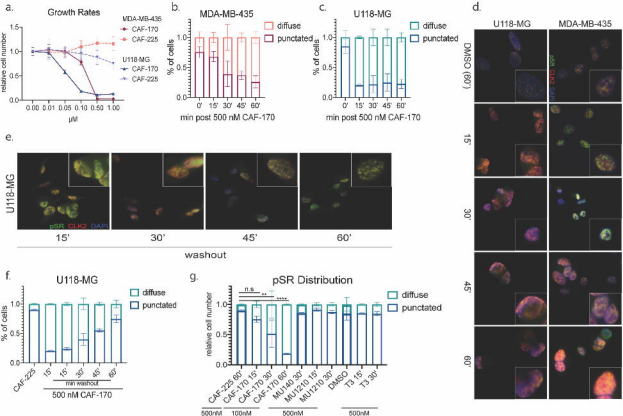 a.
Growth Rates
MDA-MB-435
CAF-170
CAF-225
U118-MG
CAF-170
CAF-225
relative cell number
1.5
1.0
0.5
0.0
0.00 0.01 0.05 0.10 0.50 1.00
µM
b.
MDA-MB-435
diffuse
punctated
% of cells
1.0
0.5
0.0
0' 15' 30' 45' 60'
min post 500 nM CAF-170
c.
U118-MG
diffuse
punctated
% of cells
1.0
0.5
0.0
0' 15' 30' 45' 60'
min post 500 nM CAF-170
d.
U118-MG MDA-MB-435
DMSO (60')
pSR CLK2 DAPI
15'
30'
45'
60'
e.
U118-MG
pSR CLK2 DAPI
15' 30' 45' 60'
washout
f.
U118-MG
diffuse
punctated
% of cells
1.0
0.5
0.0
CAF-225 15' 15' 30' 45' 60'
min washout
500 nM CAF-170
g.
pSR Distribution
diffuse
punctated
relative cell number
1.0
0.5
0.0
n.s
**
****
CAF-225 60'
CAF-170 15'
CAF-170 30'
CAF-170 60'
MU140 30'
MU1210 15'
MU1210 30'
DMSO
T3 15'
T3 30'
500nM 100nM 500nM 500nM